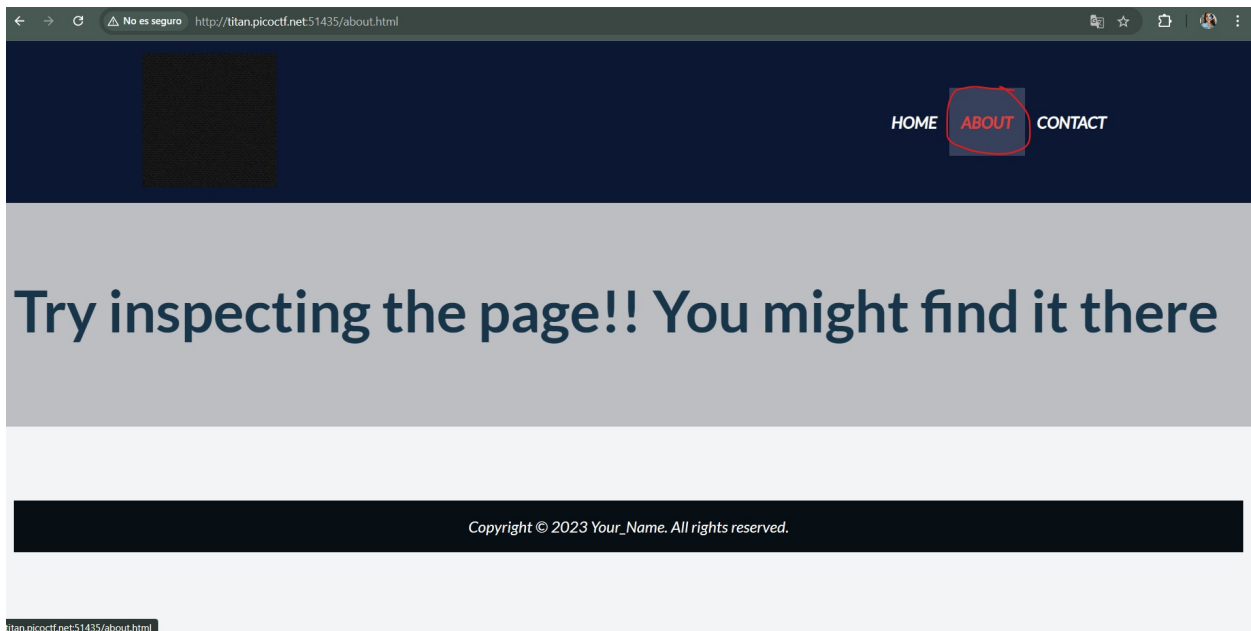 No es seguro http://titan.picoctf.net:51435/about.html
HOME ABOUT CONTACT
Try inspecting the page!! You might find it there
Copyright © 2023 Your_Name. All rights reserved.
titan.picoctf.net:51435/about.html